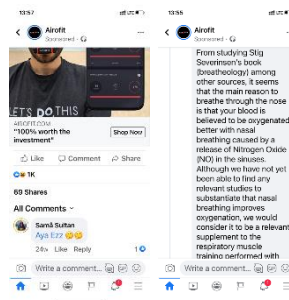 13:57
LTE
Airofit
Sponsored
LET'S DO THIS
AIROFIT.COM
"100% worth the
investment"
Shop Now
Like
Comment
Share
1K
69 Shares
All Comments
Samã Sultan
Aya Ezz
24w
Like
Reply
1
Write a comment...
GIF
13:55
LTE
Airofit
Sponsored
From studying Stig
Severinsen's book
(breatheology) among
other sources, it seems
that the main reason to
breathe through the nose
is that your blood is
believed to be oxygenated
better with nasal
breathing caused by a
release of Nitrogen Oxide
(NO) in the sinuses.
Although we have not yet
been able to find any
relevant studies to
substantiate that nasal
breathing improves
oxygenation, we would
consider it to be a relevant
supplement to the
respiratory muscle
training performed with
Write a comment...
GIF